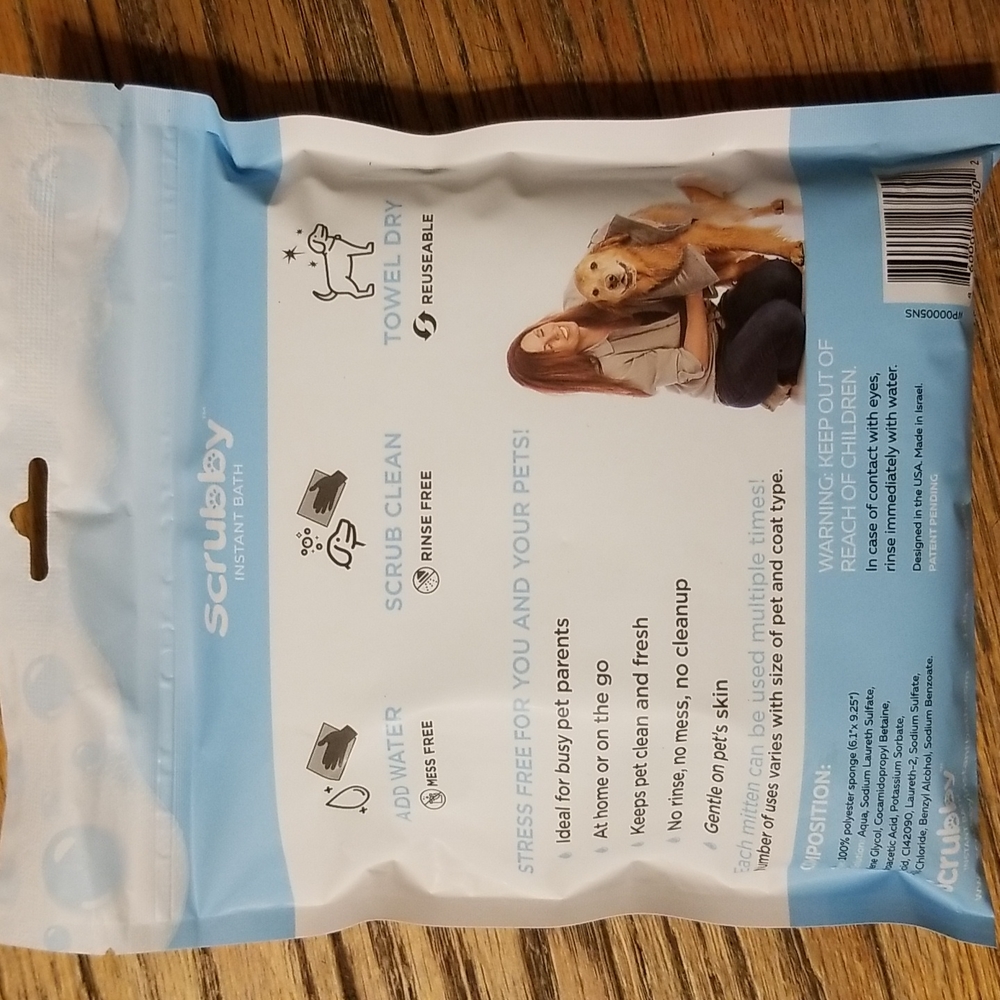 Scrubby™
INSTANT BATH
ADD WATER
MESS FREE
SCRUB CLEAN
RINSE FREE
TOWEL DRY
REUSEABLE
STRESS FREE FOR YOU AND YOUR PETS!
Ideal for busy pet parents
At home or on the go
Keeps pet clean and fresh
No rinse, no mess, no cleanup
Gentle on pet's skin
Each mitten can be used multiple times!
Number of uses varies with size of pet and coat type.
100% polyester sponge (6.1"x 9.25")
Aqua, Sodium Laureth Sulfate,
Glycol, Cocamidopropyl Betaine,
Acid, Potassium Sorbate,
CI42090, Laureth-2, Sodium Sulfate,
Chloride, Benzyl Alcohol, Sodium Benzoate.
Scrubby
WARNING: KEEP OUT OF
REACH OF CHILDREN.
In case of contact with eyes,
rinse immediately with water.
Designed in the USA. Made in Israel.
PATENT PENDING
P00005NS